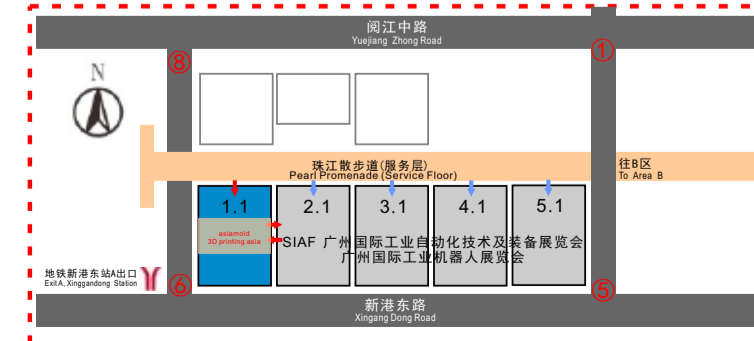 阅江中路
Yuejiang Zhong Road
⑧
①
N
珠江散步道(服务层)
Pearl Promenade (Service Floor)
往B区
To Area B
1.1
2.1
3.1
4.1
5.1
asiamold
3D printing asia
SIAF 广州国际工业自动化技术及装备展览会
广州国际工业机器人展览会
地铁新港东站A出口
Exit A, Xinggandong Station
⑥
⑤
新港东路
Xingang Dong Road